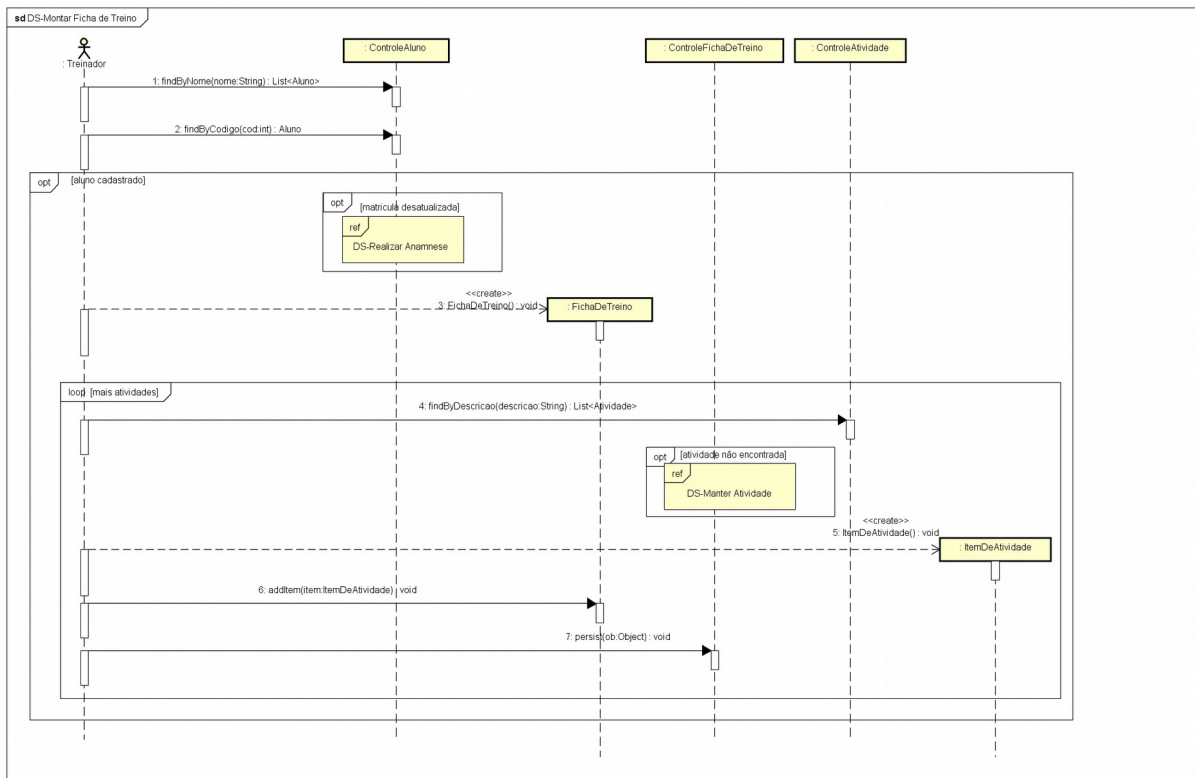 sd DS-Montar Ficha de Treino
: Treinador
: ControleAluno
: ControleFichaDeTreino
: ControleAtividade
1: findByNome(nome:String) : List<Aluno>
2: findByCodigo(cod:int) : Aluno
opt
[aluno cadastrado]
opt
[matricula desatualizada]
ref
DS-Realizar Anamnese
<<create>>
3: FichaDeTreino() : void
: FichaDeTreino
loop [mais atividades]
4: findByDescricao(descricao:String) : List<Atividade>
opt
[atividade não encontrada]
ref
DS-Manter Atividade
<<create>>
5: ItemDeAtividade() : void
: ItemDeAtividade
6: addItem(item:ItemDeAtividade) : void
7: persist(ob:Object) : void